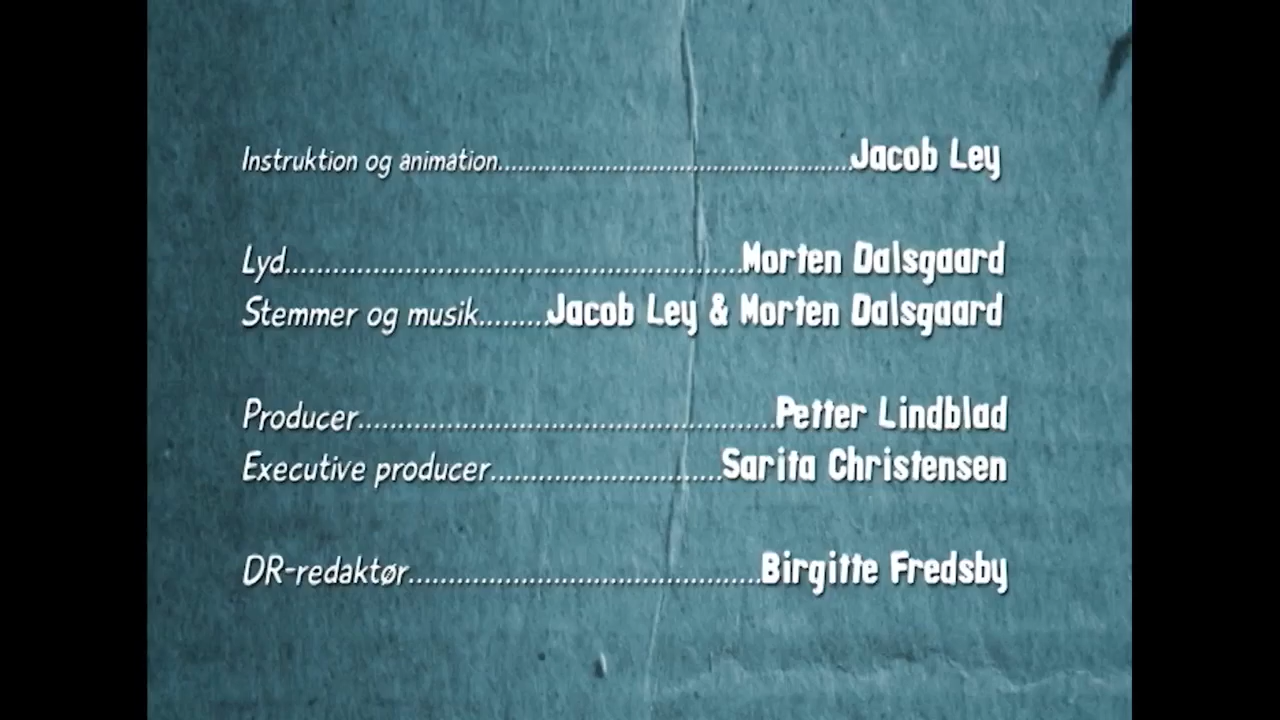 Instruktion og animation....................................................Jacob Ley
Lyd.....................................................................Morten Dalsgaard
Stemmer og musik..........Jacob Ley & Morten Dalsgaard
Producer...............................................................Petter Lindblad
Executive producer...................................Sarita Christensen
DR-redaktør.....................................................Birgitte Fredsby